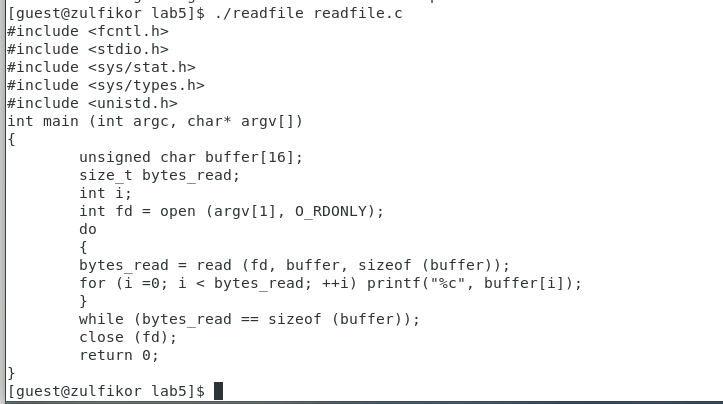 [guest@zulfikor lab5]$ ./readfile readfile.c
#include <fcntl.h>
#include <stdio.h>
#include <sys/stat.h>
#include <sys/types.h>
#include <unistd.h>
int main (int argc, char* argv[])
{
        unsigned char buffer[16];
        size_t bytes_read;
        int i;
        int fd = open (argv[1], O_RDONLY);
        do
        {
        bytes_read = read (fd, buffer, sizeof (buffer));
        for (i =0; i < bytes_read; ++i) printf("%c", buffer[i]);
        }
        while (bytes_read == sizeof (buffer));
        close (fd);
        return 0;
}
[guest@zulfikor lab5]$